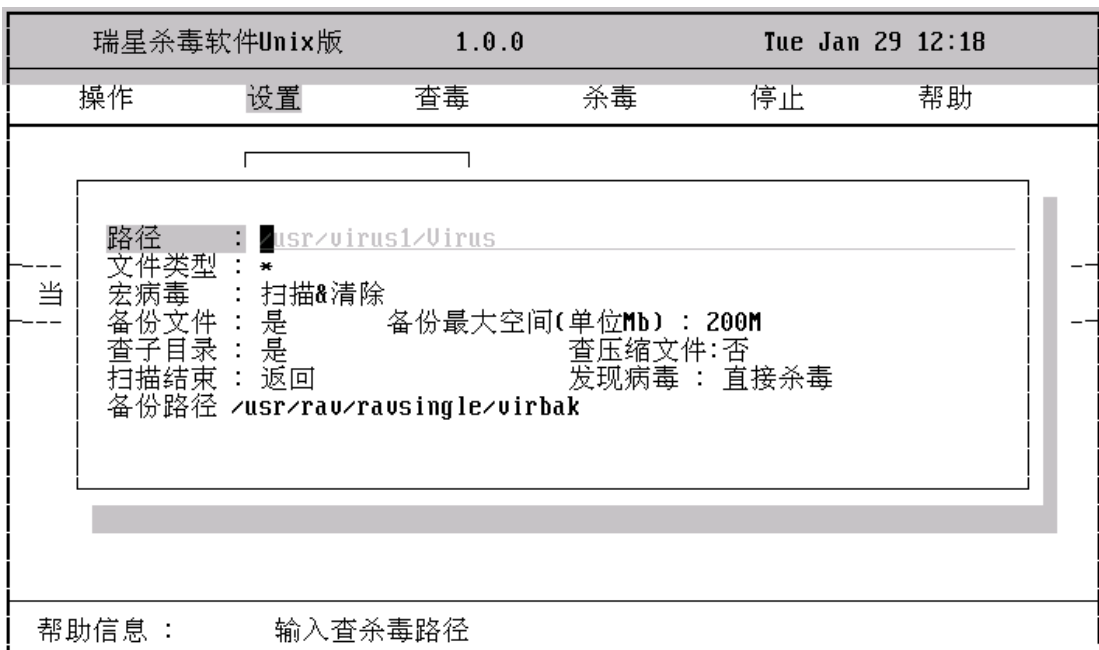 瑞星杀毒软件Unix版 1.0.0 Tue Jan 29 12:18
操作 设置 查毒 杀毒 停止 帮助
路径 : /usr/virus1/Virus
文件类型 : *
当 宏病毒 : 扫描&清除
备份文件 : 是 备份最大空间(单位Mb) : 200M
查子目录 : 是 查压缩文件:否
扫描结束 : 返回 发现病毒 : 直接杀毒
备份路径 /usr/rav/ravsingle/virbak
帮助信息 : 输入查杀毒路径